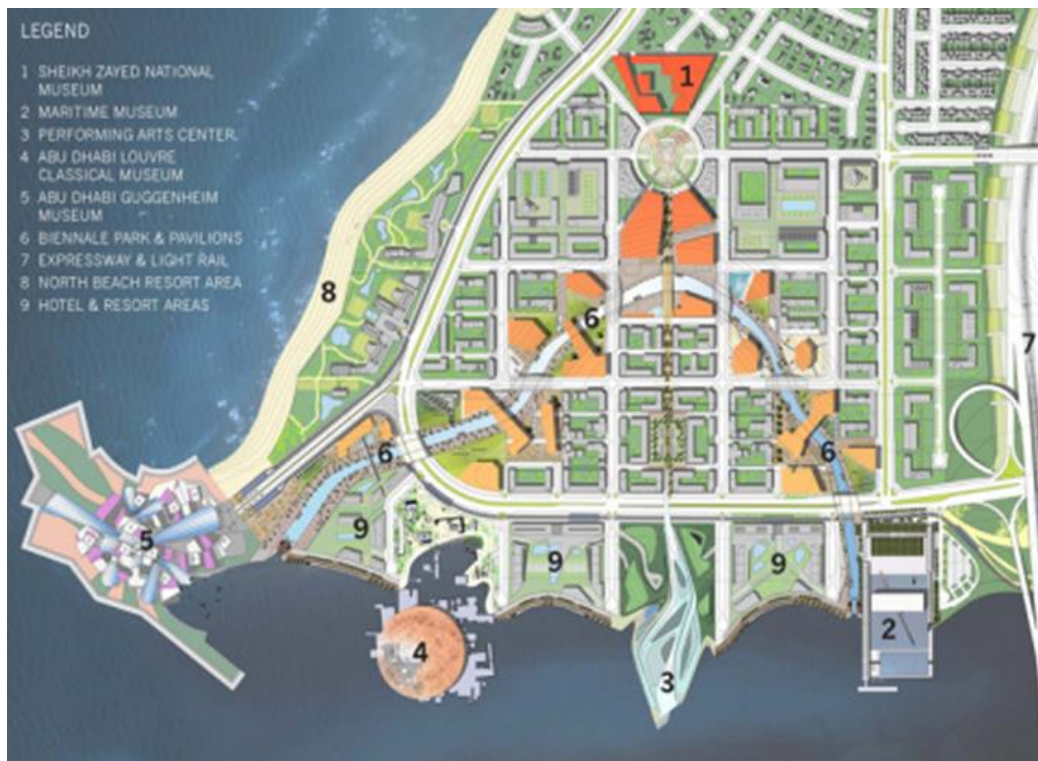 LEGEND
1 SHEIKH ZAYED NATIONAL
MUSEUM
2 MARITIME MUSEUM
3 PERFORMING ARTS CENTER
4 ABU DHABI LOUVRE
CLASSICAL MUSEUM
5 ABU DHABI GUGGENHEIM
MUSEUM
6 BIENNALE PARK & PAVILIONS
7 EXPRESSWAY & LIGHT RAIL
8 NORTH BEACH RESORT AREA
9 HOTEL & RESORT AREAS
1
8
6
7
6
6
9
5
9
9
2
4
3